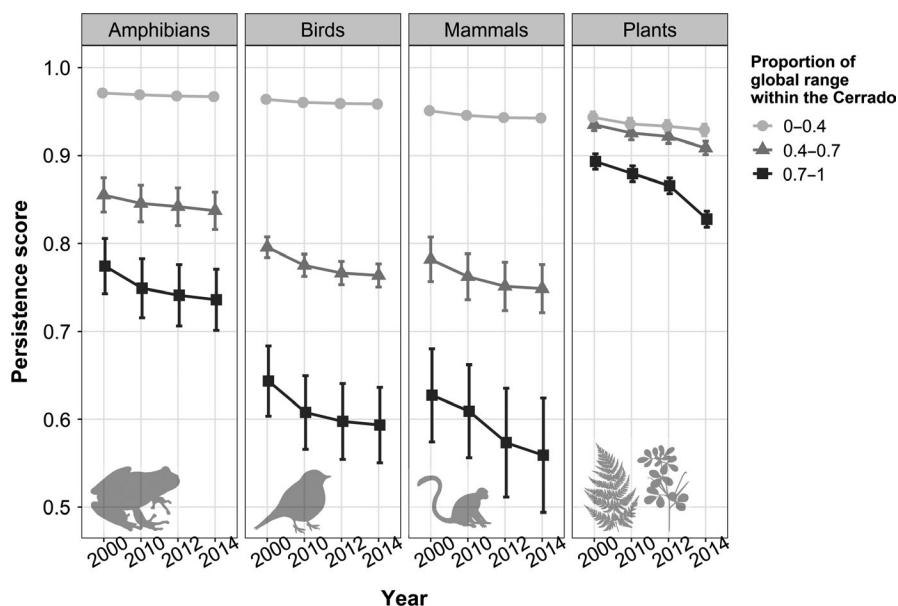 Amphibians
Birds
Mammals
Plants
1.0
0.9
0.8
0.7
0.6
0.5
Persistence score
2000
2010
2012
2014
2000
2010
2012
2014
2000
2010
2012
2014
2000
2010
2012
2014
Year
Proportion of
global range
within the Cerrado
0–0.4
0.4–0.7
0.7–1